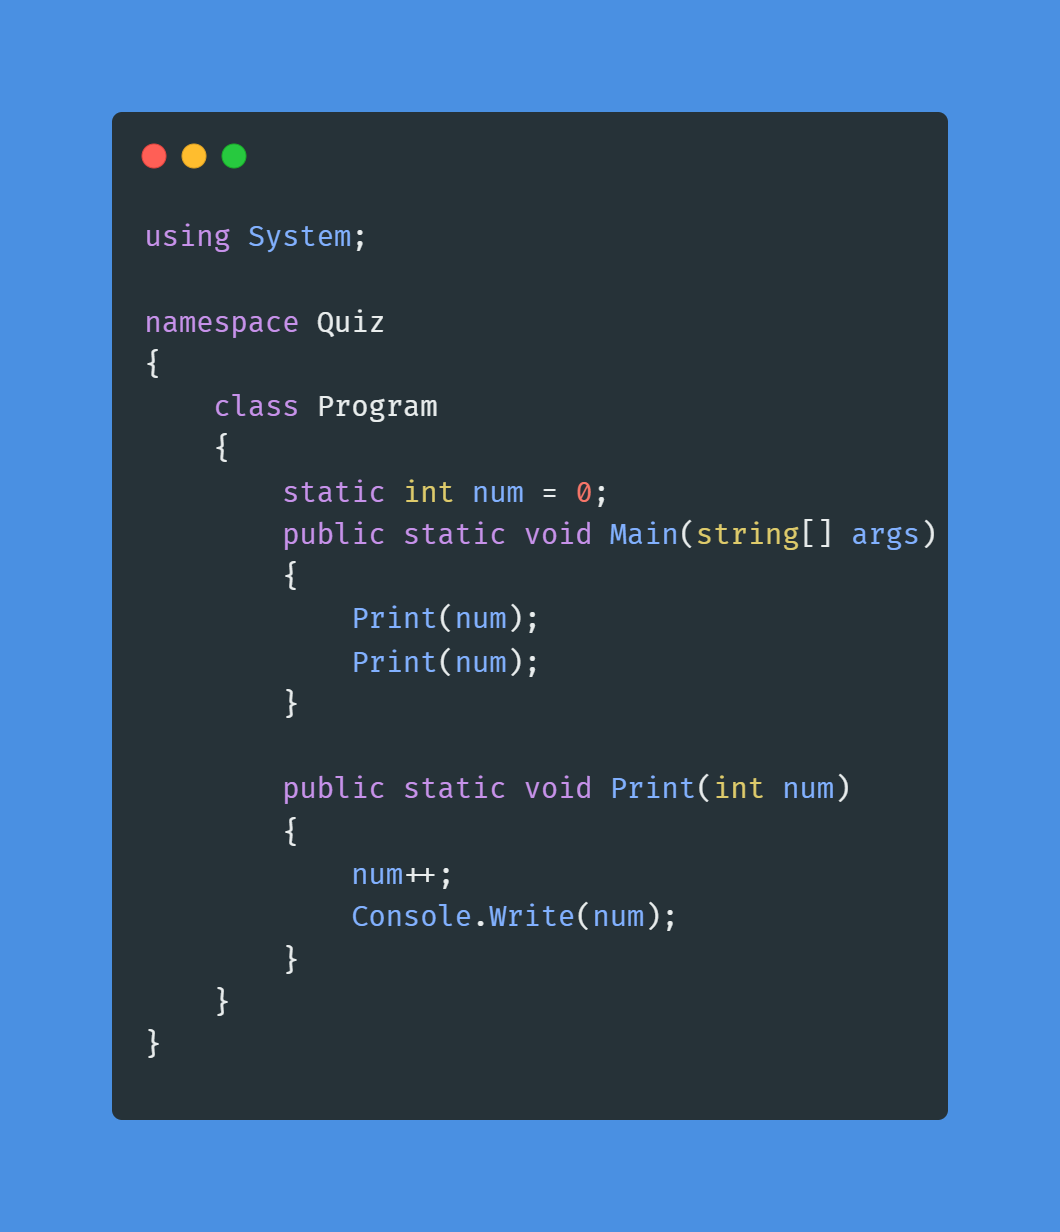 using System;

namespace Quiz
{
    class Program
    {
        static int num = 0;
        public static void Main(string[] args)
        {
            Print(num);
            Print(num);
        }

        public static void Print(int num)
        {
            num++;
            Console.Write(num);
        }
    }
}